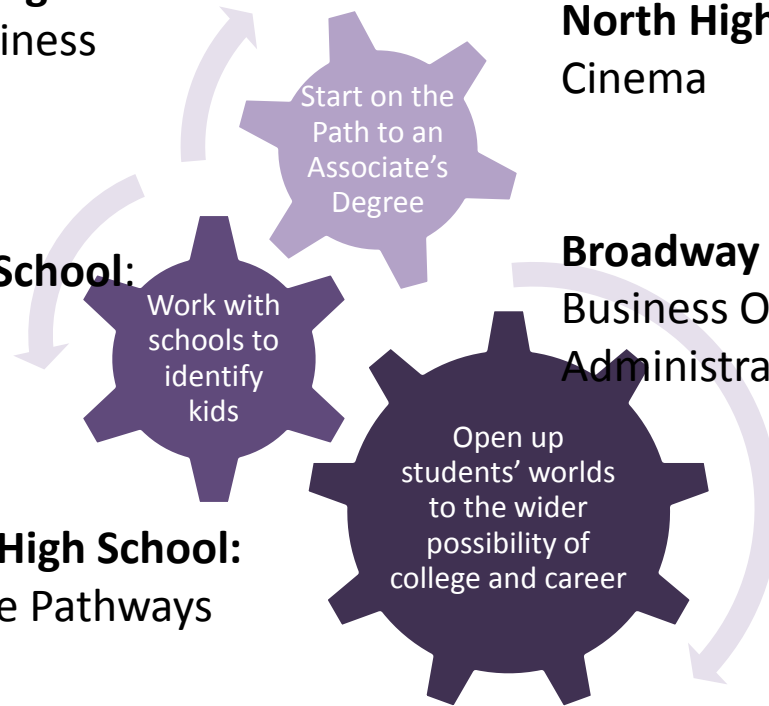 North High
Cinema
Start on the
Path to an
Associate's
Degree
School:
Work with
schools to
identify
kids
Broadway
Business O
Administra
Open up
students' worlds
to the wider
possibility of
college and career
High School:
Pathways